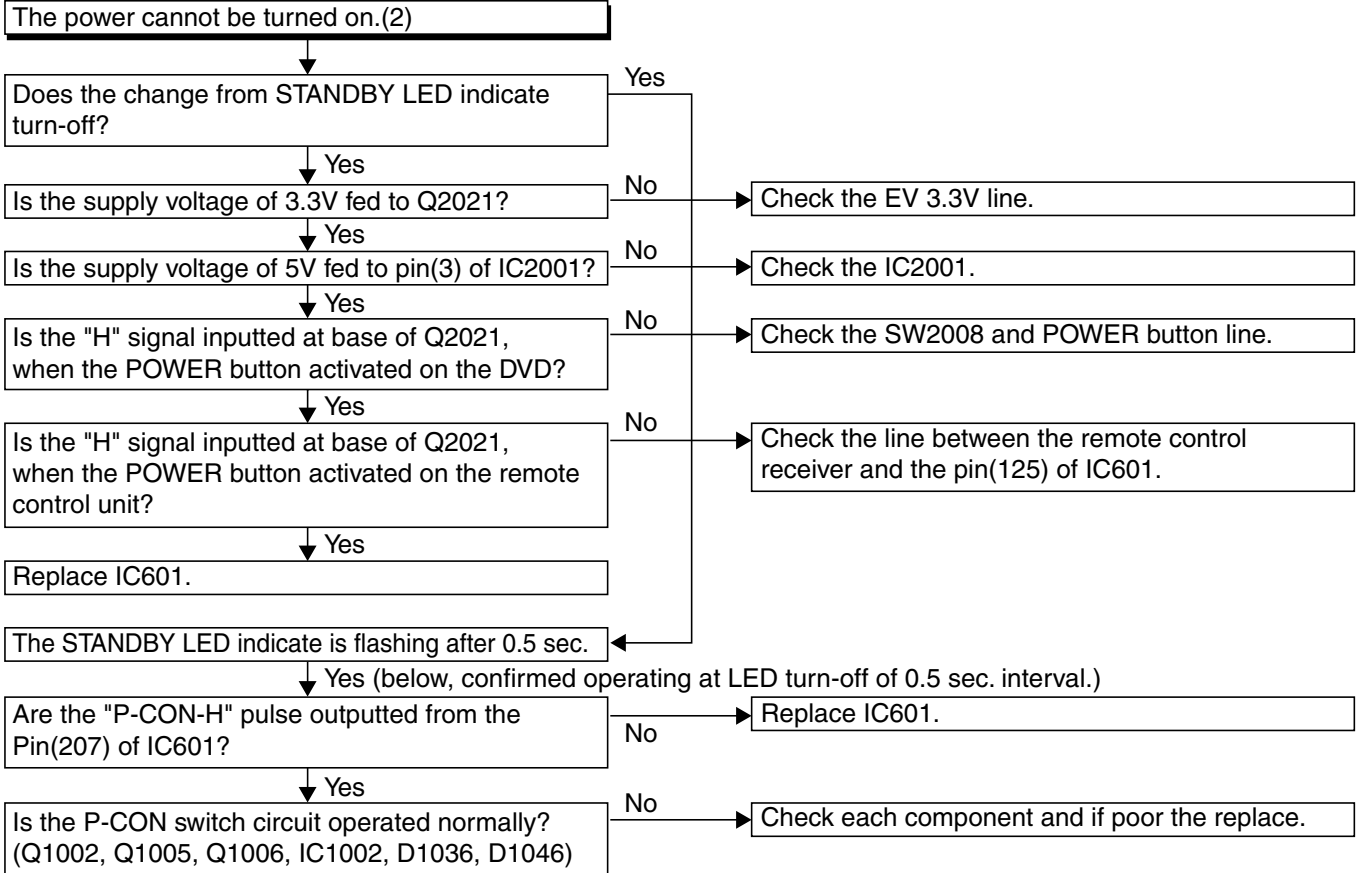 The power cannot be turned on.(2)
Does the change from STANDBY LED indicate
turn-off?
Yes
Yes
Is the supply voltage of 3.3V fed to Q2021?
No
Check the EV 3.3V line.
Yes
Is the supply voltage of 5V fed to pin(3) of IC2001?
No
Check the IC2001.
Yes
Is the "H" signal inputted at base of Q2021,
when the POWER button activated on the DVD?
No
Check the SW2008 and POWER button line.
Yes
Is the "H" signal inputted at base of Q2021,
when the POWER button activated on the remote
control unit?
No
Check the line between the remote control
receiver and the pin(125) of IC601.
Yes
Replace IC601.
The STANDBY LED indicate is flashing after 0.5 sec.
Yes (below, confirmed operating at LED turn-off of 0.5 sec. interval.)
Are the "P-CON-H" pulse outputted from the
Pin(207) of IC601?
No
Replace IC601.
Yes
Is the P-CON switch circuit operated normally?
(Q1002, Q1005, Q1006, IC1002, D1036, D1046)
No
Check each component and if poor the replace.